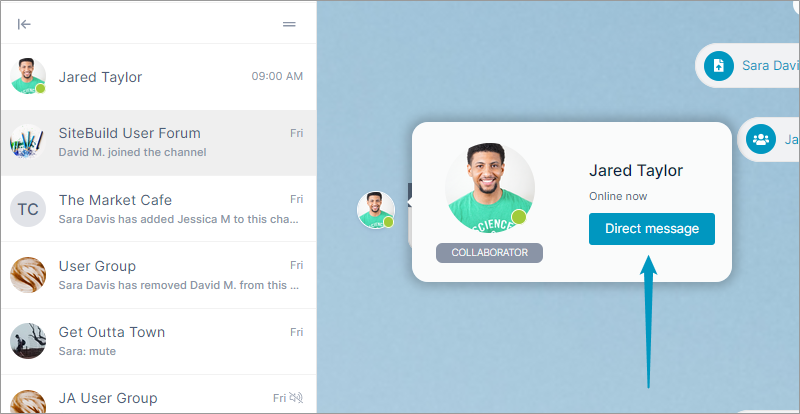 Jared Taylor 09:00 AM
SiteBuild User Forum Fri
David M. joined the channel
TC
The Market Cafe Fri
Sara Davis has added Jessica M to this cha...
User Group Fri
Sara Davis has removed David M. from this ...
Get Outta Town Fri
Sara: mute
JA User Group Fri
Sara Davi
Ja
SCIENCE
COLLABORATOR
Jared Taylor
Online now
Direct message